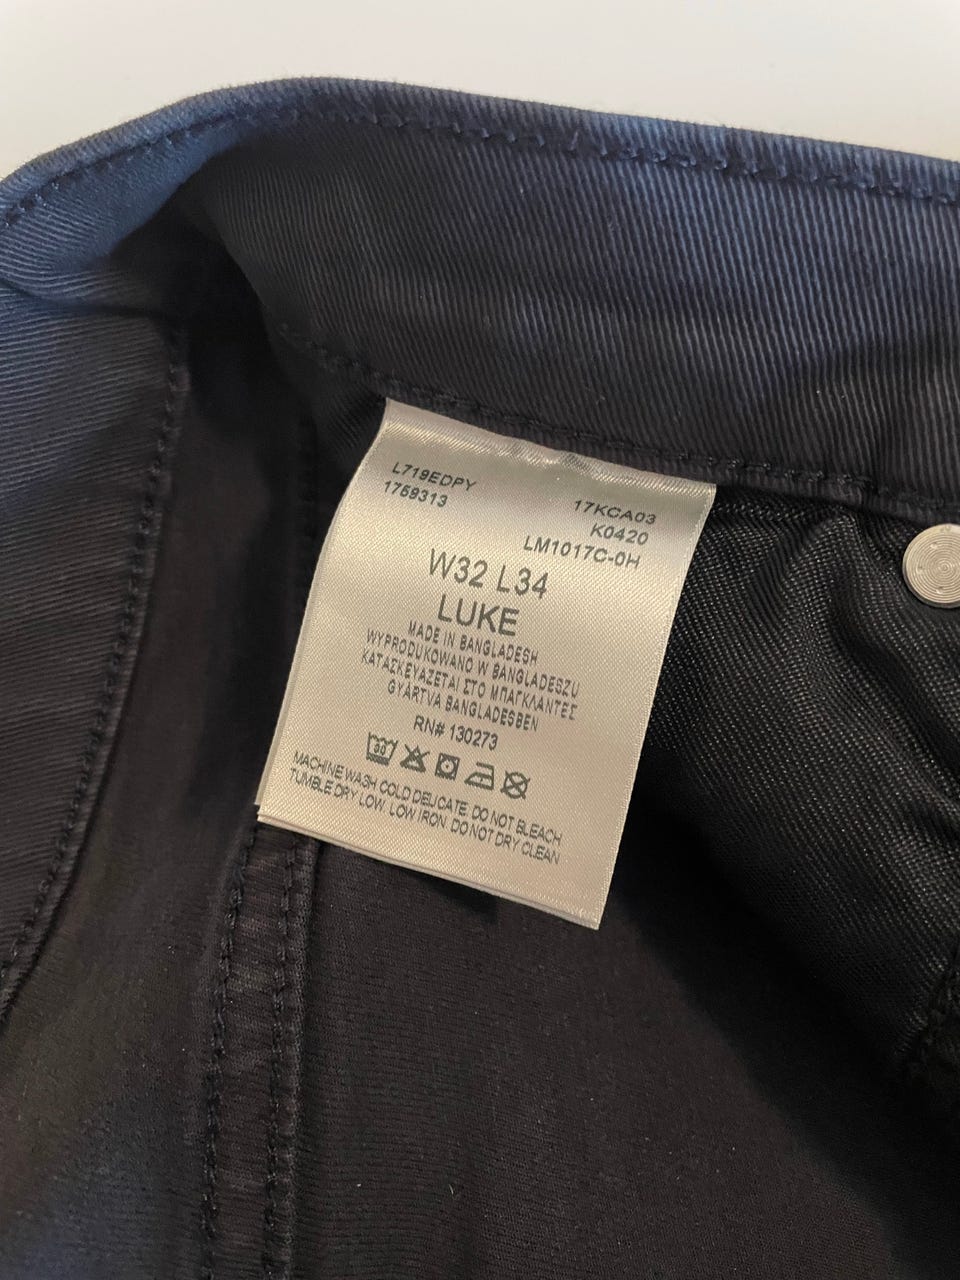 L719EDPY
1759313
17KCA03
K0420
LM1017C-0H
W32 L34
LUKE
MADE IN BANGLADESH
WYPRODUKOWANO W BANGLADESZU
ΚΑΤΑΣΚΕΥΑΖΕΤΑΙ ΣΤΟ ΜΠΑΓΚΛΑΝΤΕΣ
GYÁRTVA BANGLADESBEN
RN# 130273
30
MACHINE WASH COLD DELICATE. DO NOT BLEACH
TUMBLE DRY LOW. LOW IRON. DO NOT DRY CLEAN